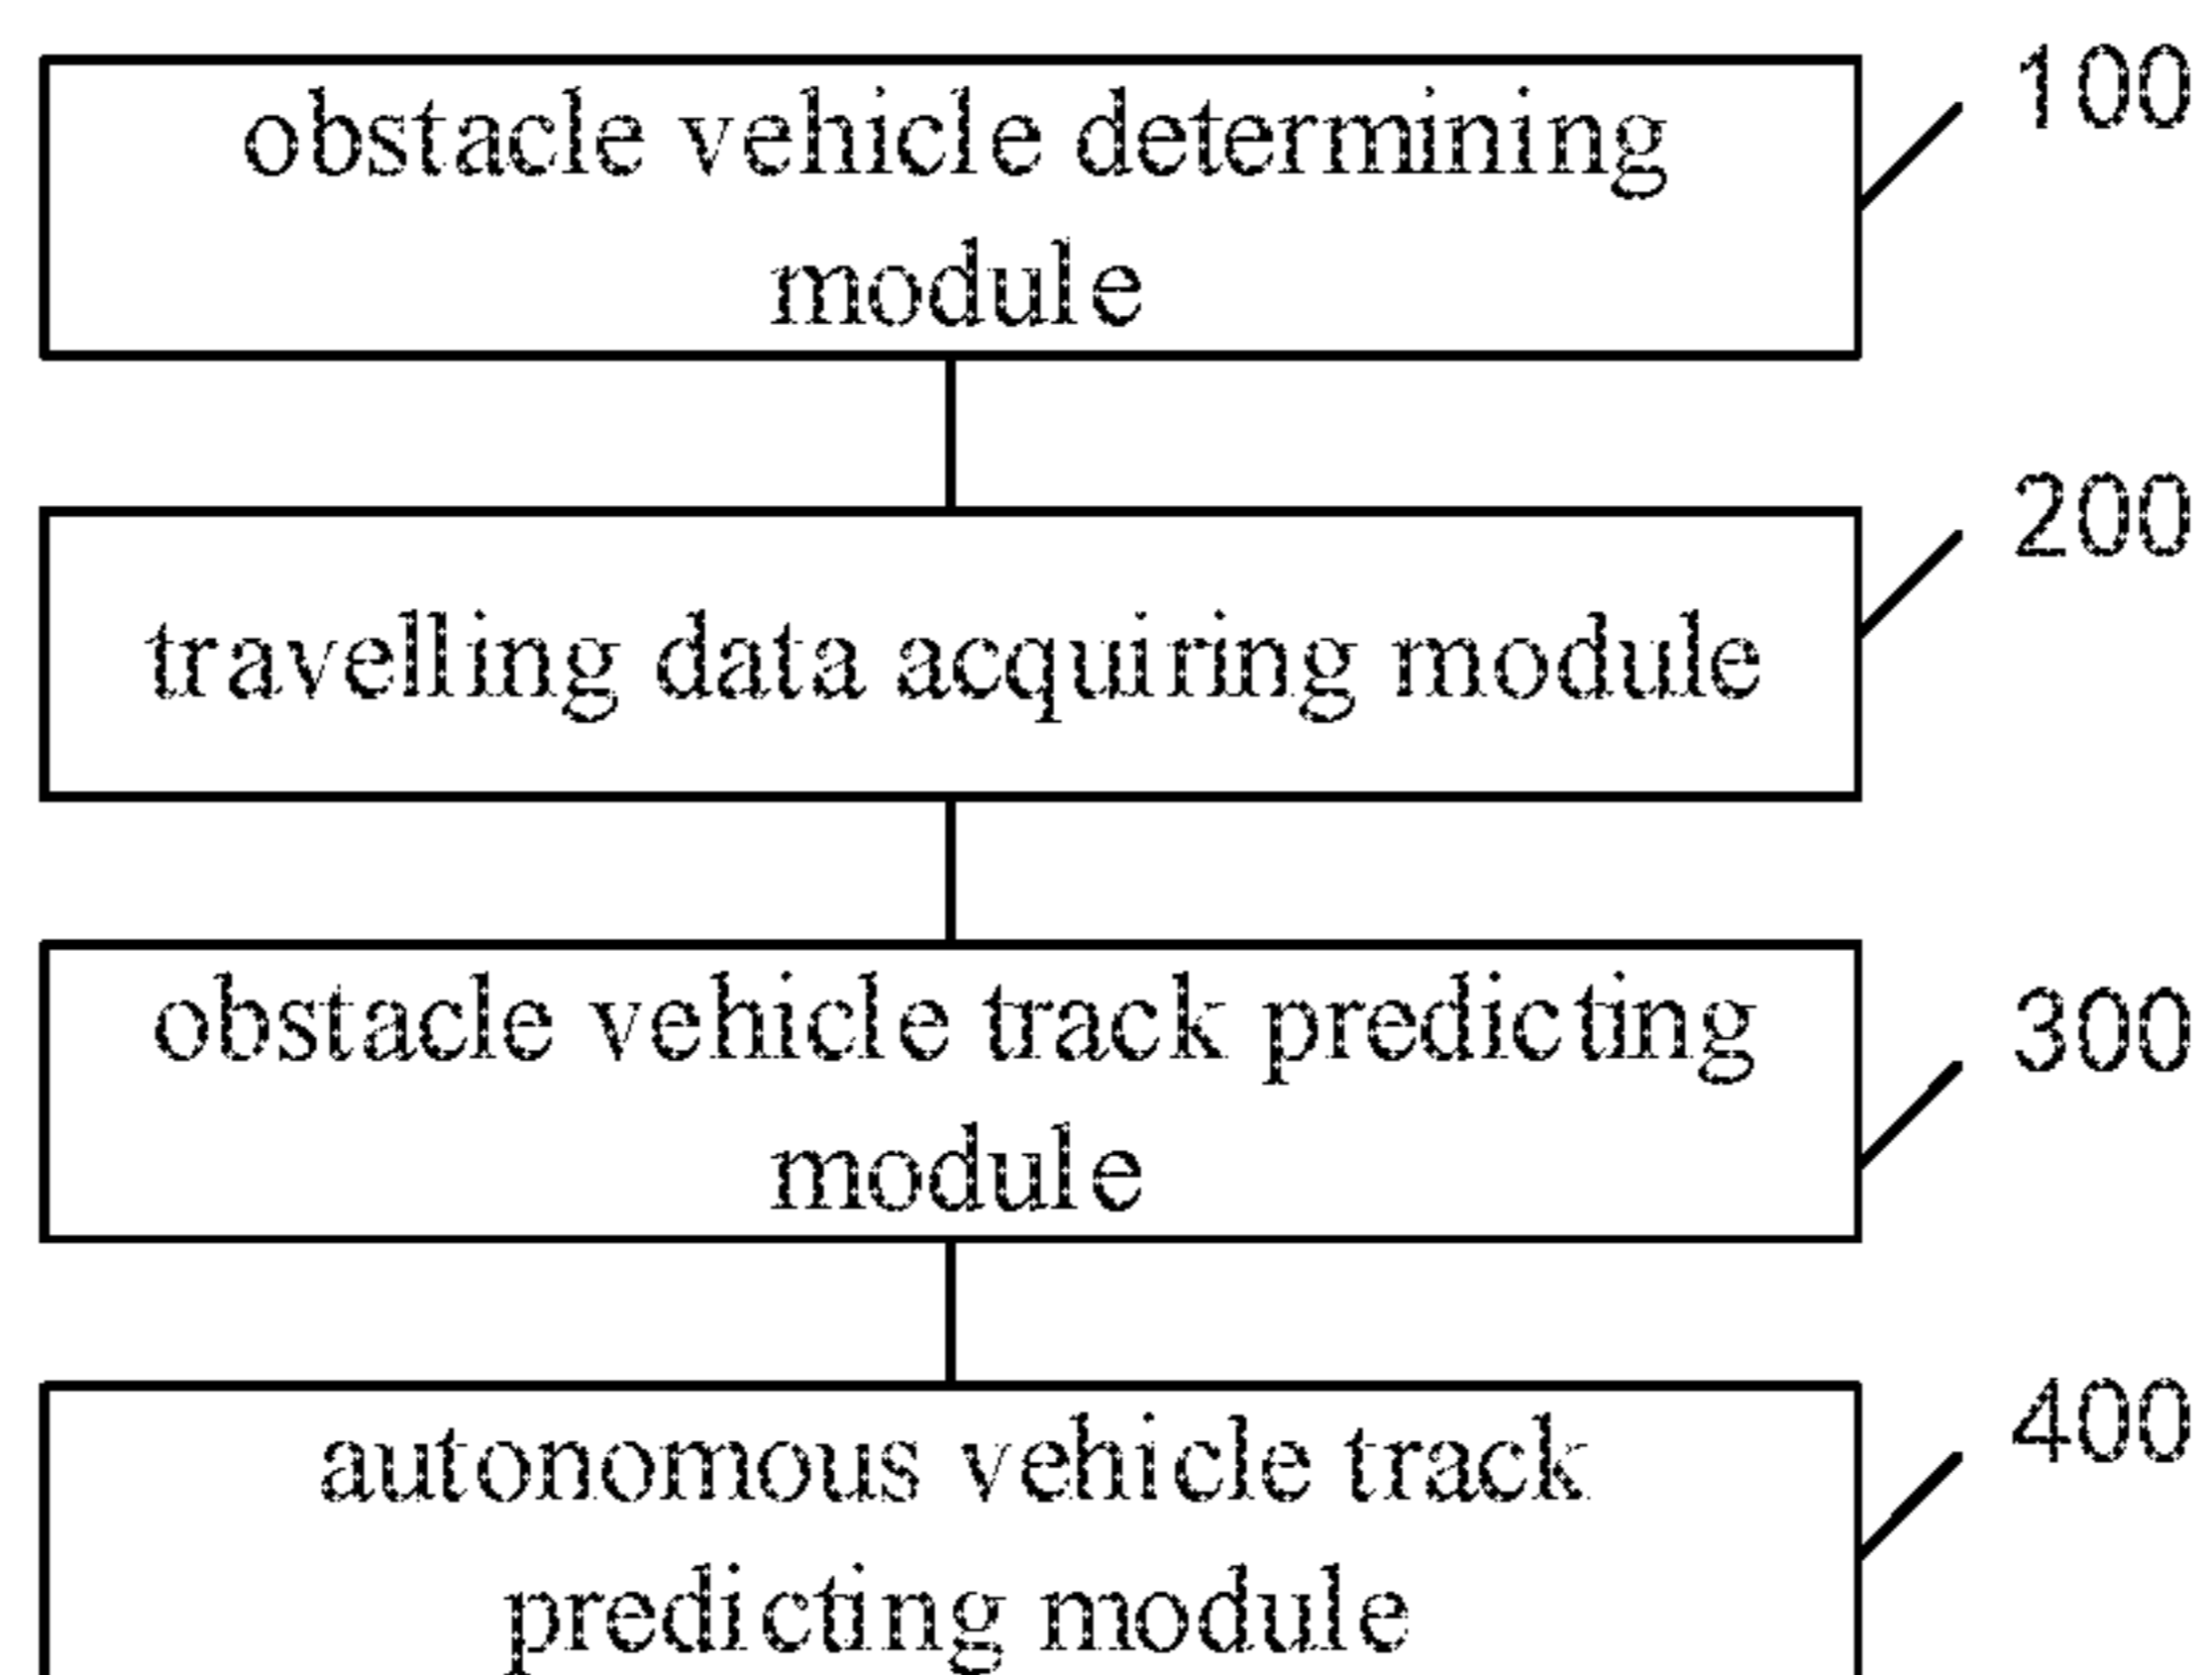 obstacle vehicle determining
module
100
travelling data acquiring module
200
obstacle vehicle track predicting
module
300
autonomous vehicle track
predicting module
400